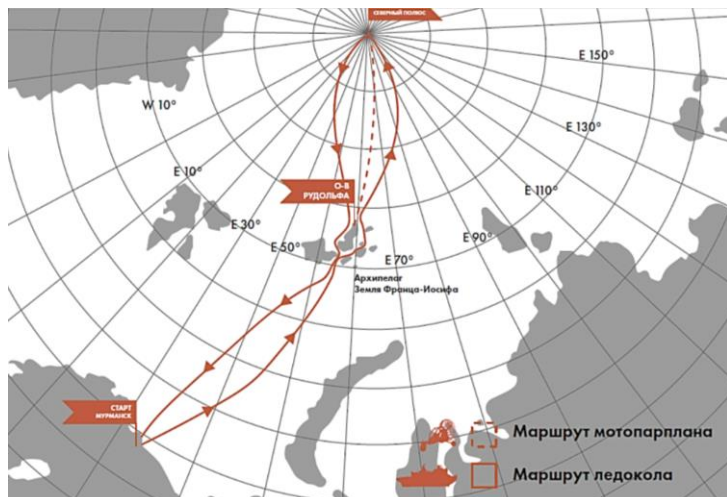 СЕВЕРНЫЙ ПОЛЮС
E 150°
W 10°
E 130°
E 10°
О-В
РУДОЛЬФА
E 110°
E 30°
E 50°
E 90°
E 70°
Архипелаг
Земля Франца-Иосифа
СТАРТ
МУРМАНСК
Маршрут мотопарплана
Маршрут ледокола